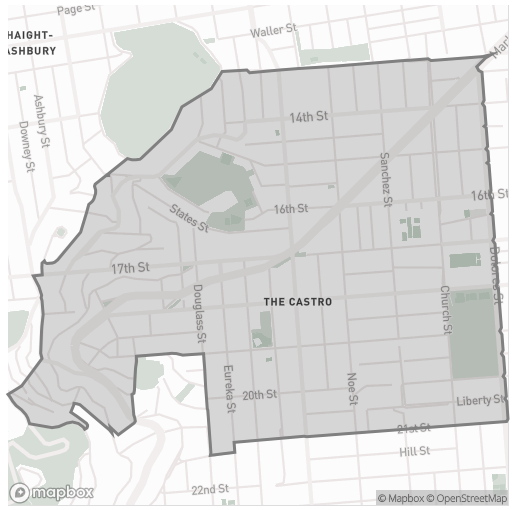 Page St
Waller St
HAIGHT-
ASHBURY
Mar
Ashbury St
Downey St
14th St
Sanchez St
16th St
16th St
States St
17th St
Dolores St
Douglass St
THE CASTRO
Church St
Eureka St
Noe St
20th St
Liberty St
21st St
Hill St
22nd St
mapbox
© Mapbox © OpenStreetMap